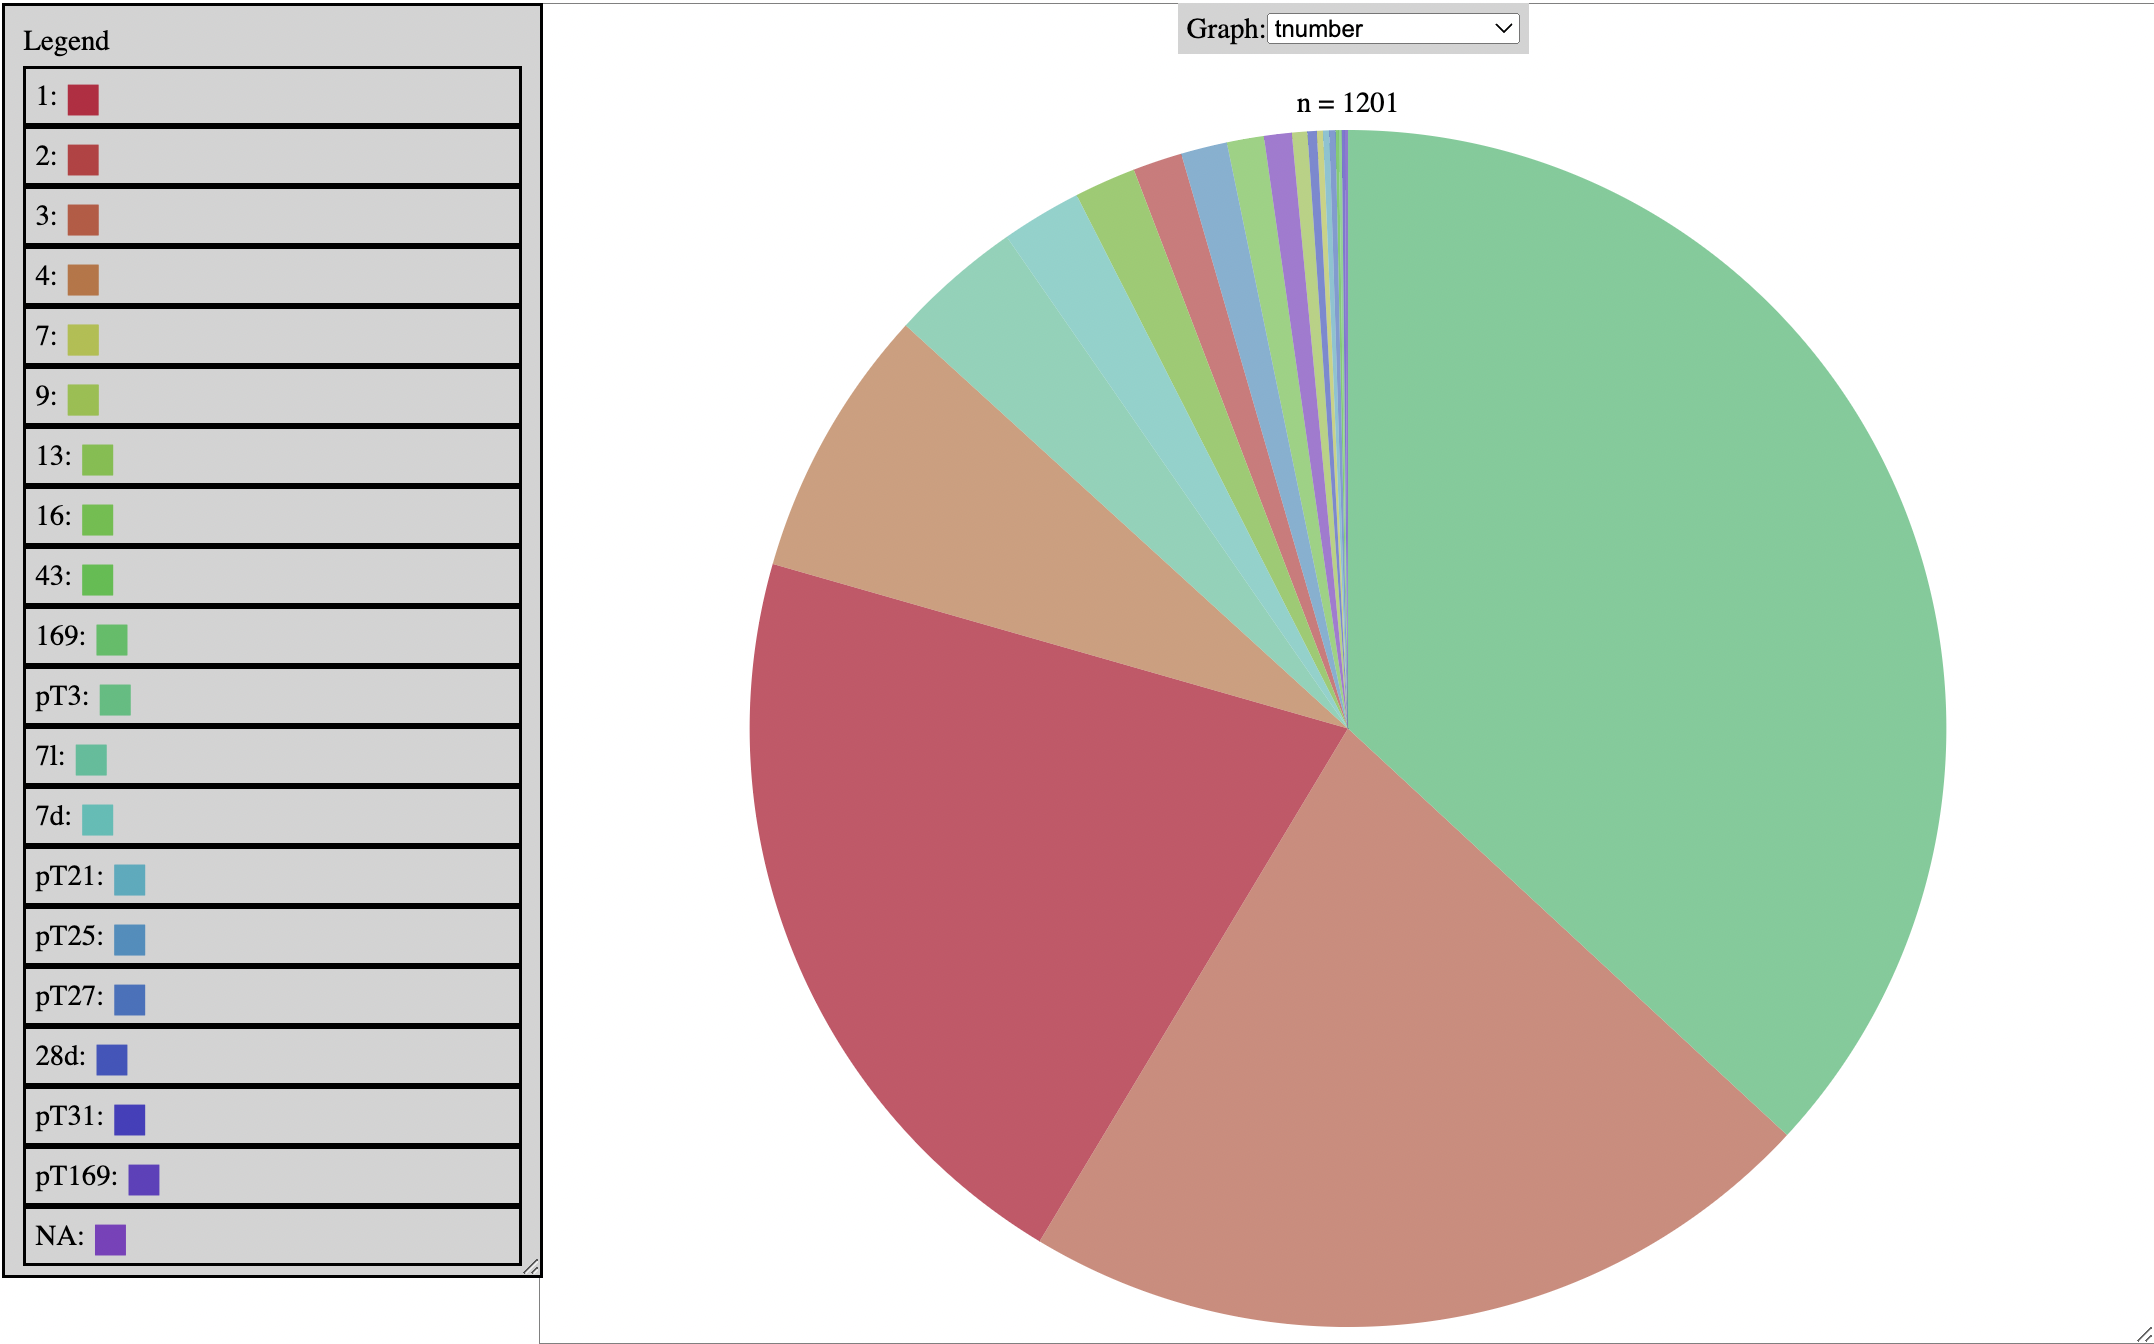 Legend
1:
2:
3:
4:
7:
9:
13:
16:
43:
169:
pT3:
7l:
7d:
pT21:
pT25:
pT27:
28d:
pT31:
pT169:
NA:
Graph: tnumber
n = 1201